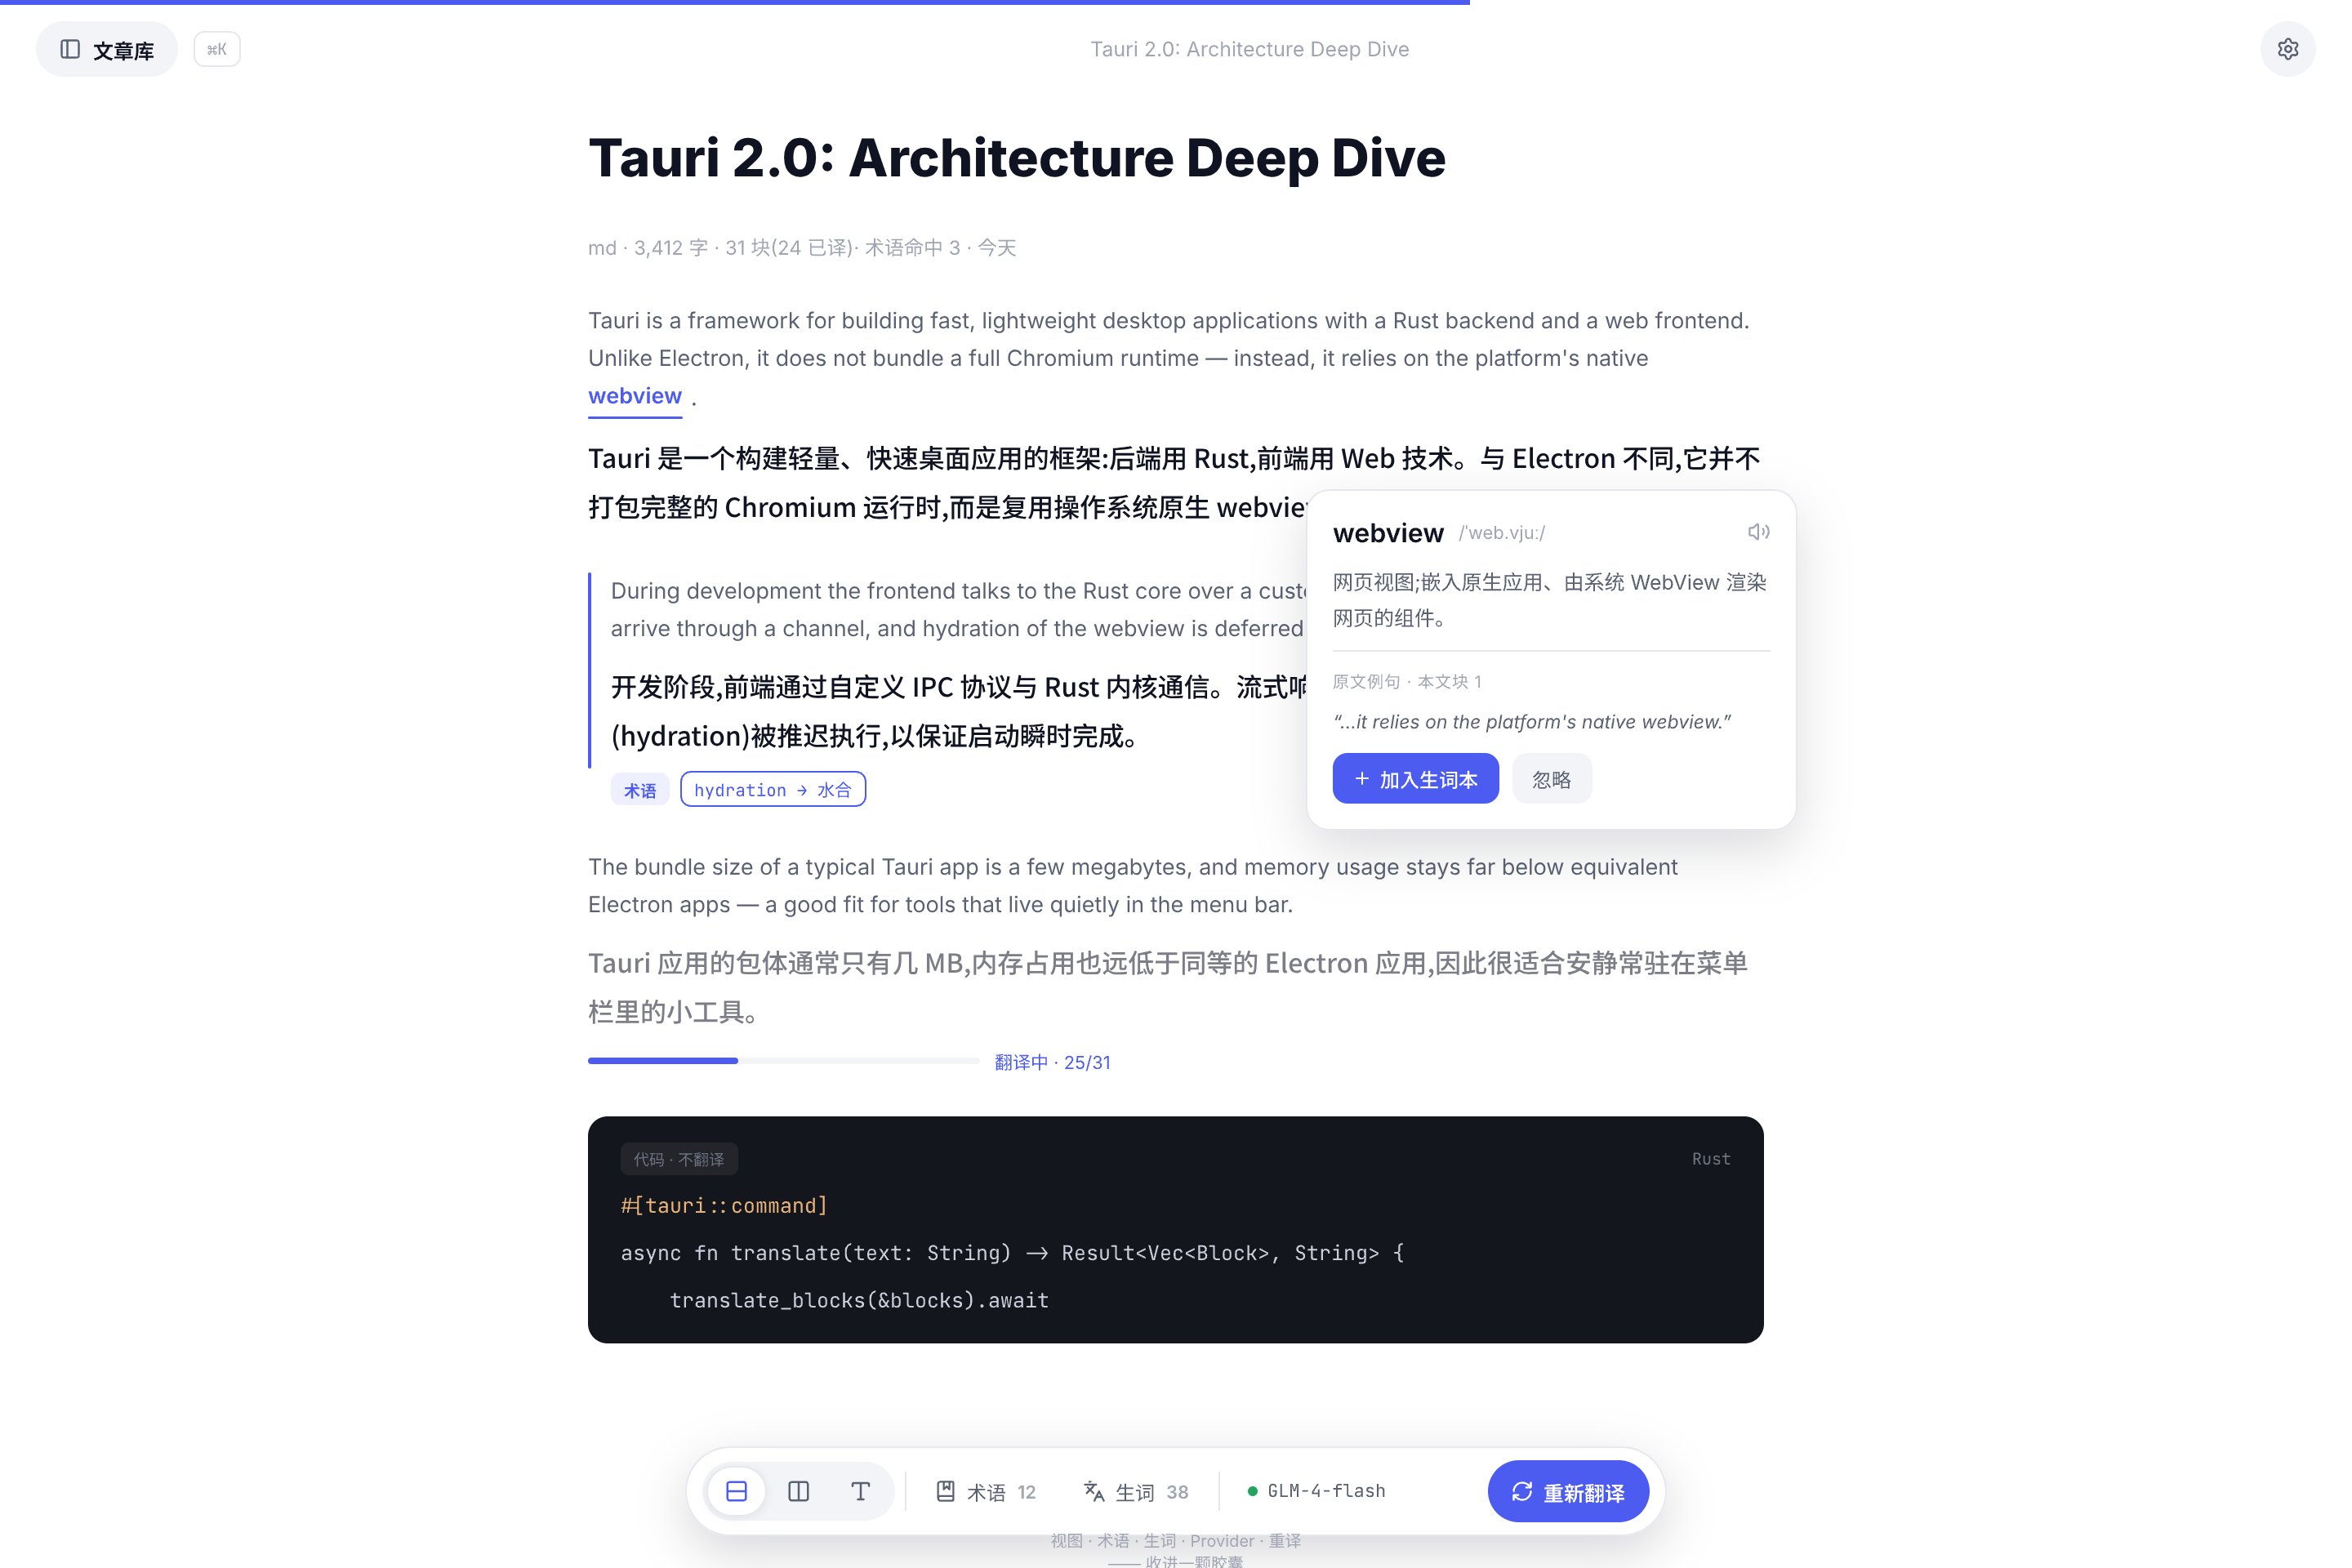 文章库
⌘K
Tauri 2.0: Architecture Deep Dive
Tauri 2.0: Architecture Deep Dive
md · 3,412 字 · 31 块(24 已译)· 术语命中 3 · 今天
Tauri is a framework for building fast, lightweight desktop applications with a Rust backend and a web frontend.
Unlike Electron, it does not bundle a full Chromium runtime — instead, it relies on the platform's native
webview .
Tauri 是一个构建轻量、快速桌面应用的框架:后端用 Rust,前端用 Web 技术。与 Electron 不同,它并不
打包完整的 Chromium 运行时,而是复用操作系统原生
webview /ˈweb.vjuː/
网页视图;嵌入原生应用、由系统 WebView 渲染
网页的组件。
原文例句 · 本文块 1
“…it relies on the platform's native webview.”
加入生词本
忽略
During development the frontend talks to the Rust core over a
arrive through a channel, and hydration of the webview is deferred
开发阶段,前端通过自定义 IPC 协议与 Rust 内核通信。流式
(hydration)被推迟执行,以保证启动瞬时完成。
术语 hydration → 水合
The bundle size of a typical Tauri app is a few megabytes, and memory usage stays far below equivalent
Electron apps — a good fit for tools that live quietly in the menu bar.
Tauri 应用的包体通常只有几 MB,内存占用也远低于同等的 Electron 应用,因此很适合安静常驻在菜单
栏里的小工具。
翻译中 · 25/31
代码 · 不翻译
Rust
#[tauri::command]
async fn translate(text: String) -> Result<Vec<Block>, String> {
translate_blocks(&blocks).await
术语 12
生词 38
GLM-4-flash
重新翻译
视图 · 术语 · 生词 · Provider · 重译
—— 收进一颗胶囊